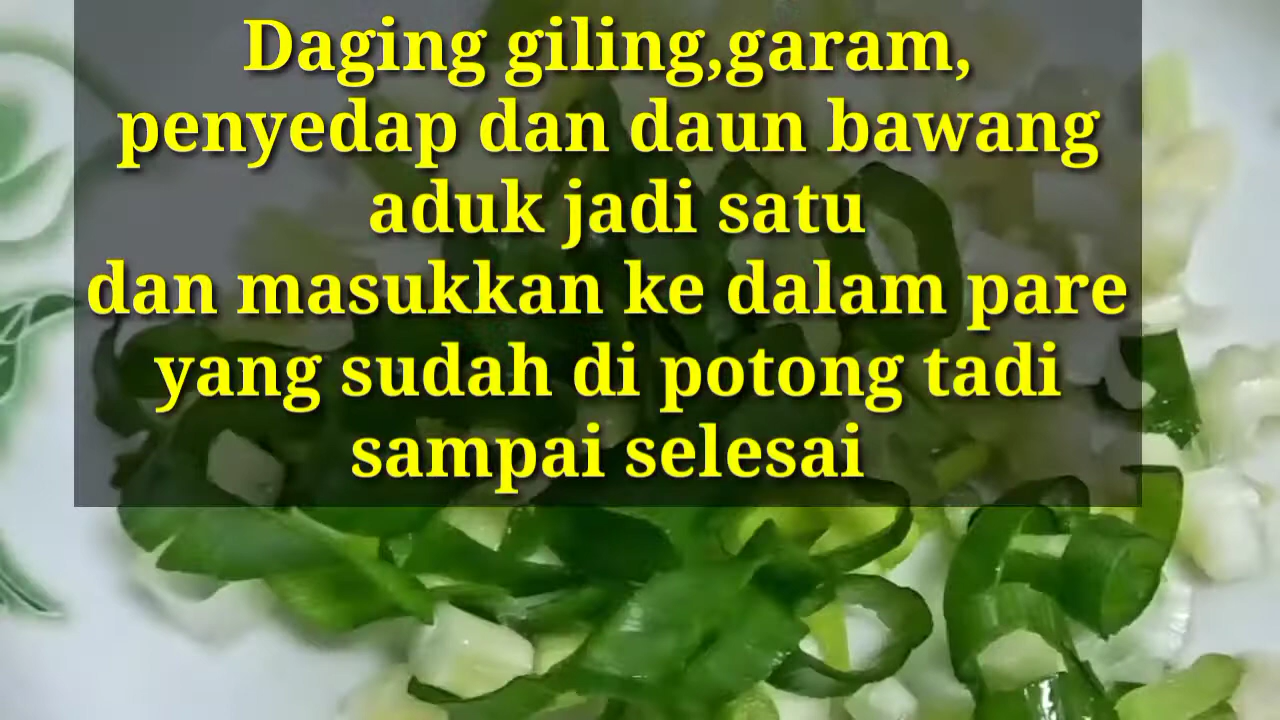 Daging giling,garam,
penyedap dan daun bawang
aduk jadi satu
dan masukkan ke dalam pare
yang sudah di potong tadi
sampai selesai